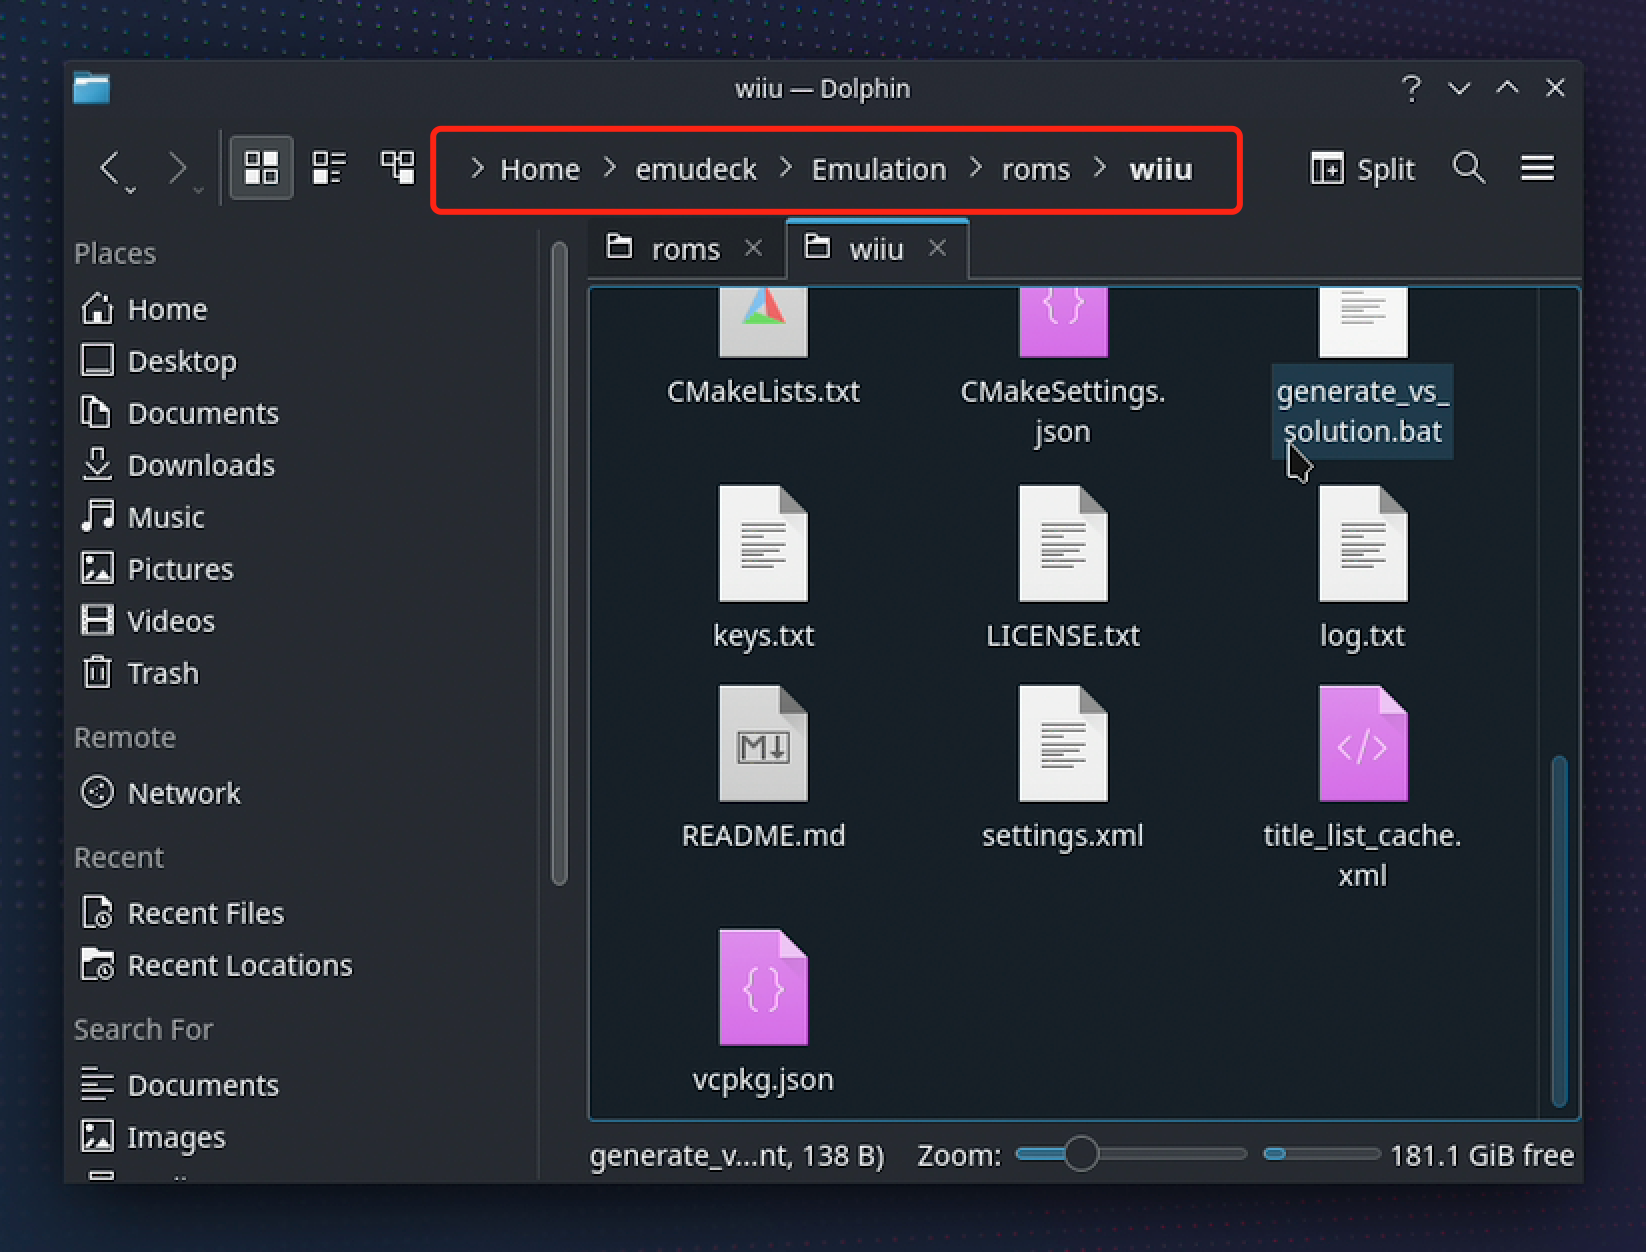 wiiu — Dolphin
?
> Home > emudeck > Emulation > roms > wiiu
Split
Places
Home
Desktop
Documents
Downloads
Music
Pictures
Videos
Trash
Remote
Network
Recent
Recent Files
Recent Locations
Search For
Documents
Images
roms
wiiu
CMakeLists.txt
CMakeSettings.
json
generate_vs_
solution.bat
keys.txt
LICENSE.txt
log.txt
M
README.md
settings.xml
</>
title_list_cache.
xml
{}
vcpkg.json
generate_v...nt, 138 B)
Zoom:
181.1 GiB free